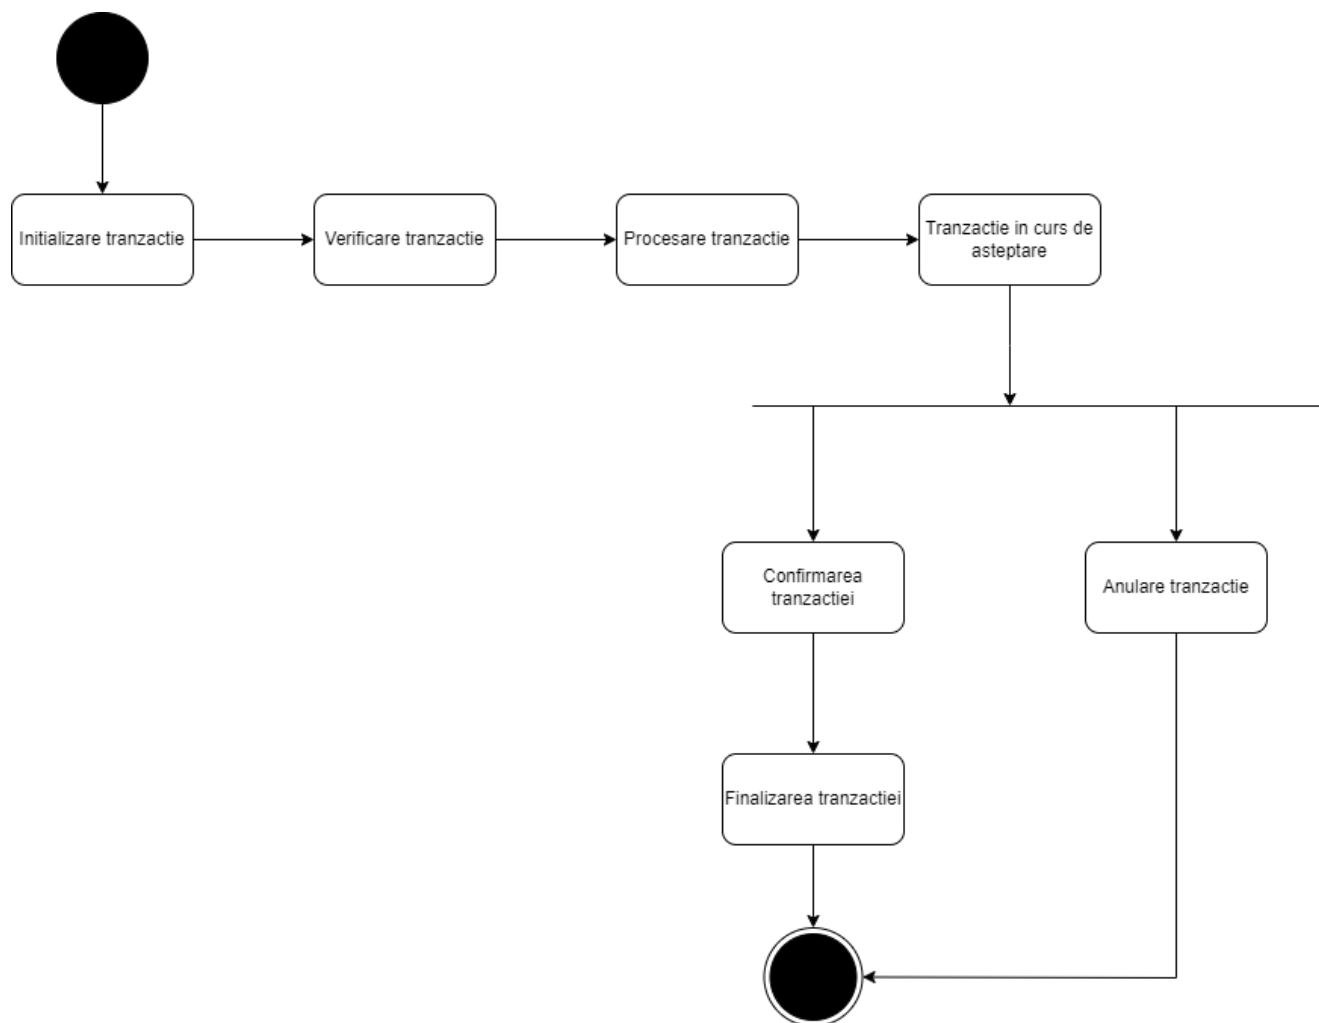 Initializare tranzactie
Verificare tranzactie
Procesare tranzactie
Tranzactie in curs de
asteptare
Confirmarea
tranzactiei
Anulare tranzactie
Finalizarea tranzactiei